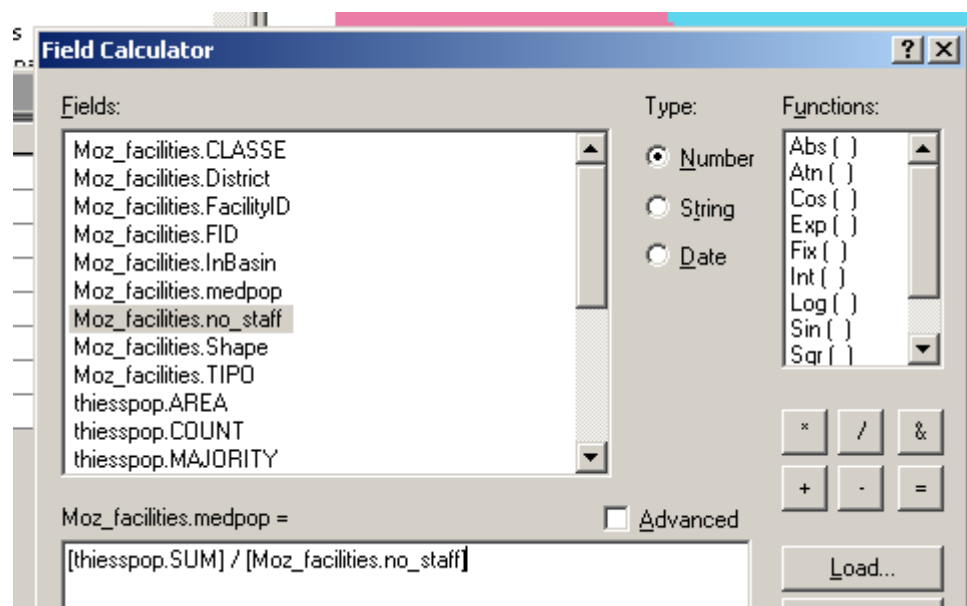 s
Field Calculator
Fields:
Moz_facilities.CLASSE
Moz_facilities.District
Moz_facilities.FacilityID
Moz_facilities.FID
Moz_facilities.InBasin
Moz_facilities.medpop
Moz_facilities.no_staff
Moz_facilities.Shape
Moz_facilities.TIPO
thiesspop.AREA
thiesspop.COUNT
thiesspop.MAJORITY
Type:
Number
String
Date
Functions:
Abs ( )
Atn ( )
Cos ( )
Exp ( )
Fix ( )
Int ( )
Log ( )
Sin ( )
Sqr ( )
* / &
+ - =
Moz_facilities.medpop =
Advanced
[thiesspop.SUM] / [Moz_facilities.no_staff]
Load...